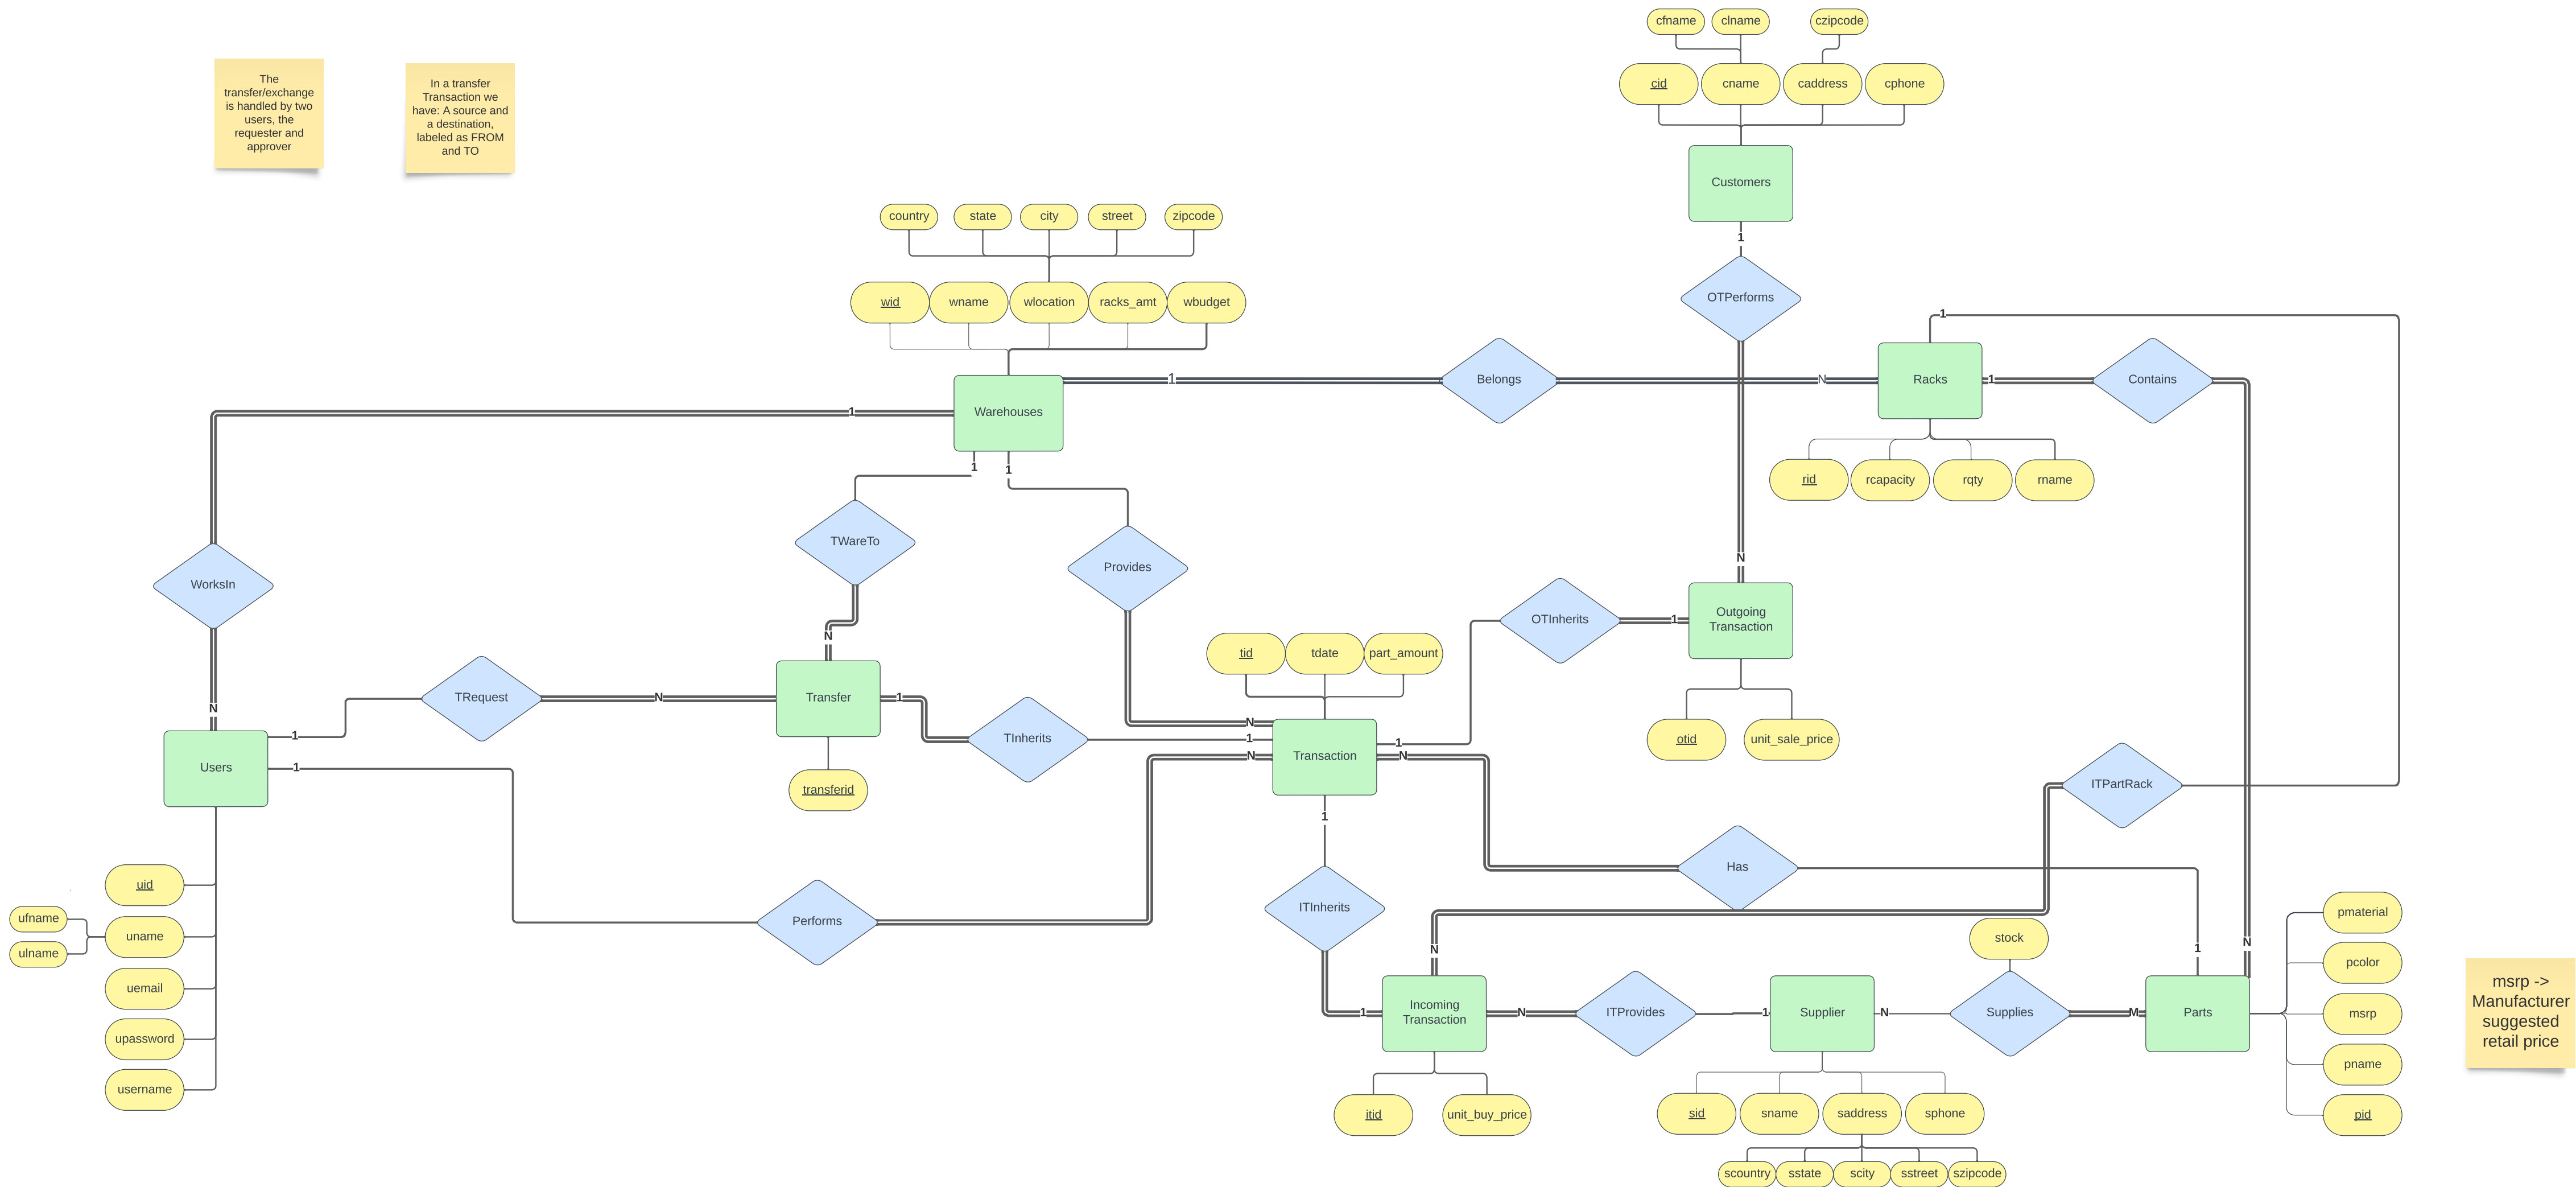 cfname clname czipcode
The
transfer/exchange
is handled by two
users, the
requester and
approver
In a transfer
Transaction we
have: A source and
a destination,
labeled as FROM
and TO
cid cname caddress cphone
Customers
1
country state city street zipcode
OTPerforms
wid wname wlocation racks_amt wbudget
1
1 Belongs N Racks 1 Contains
Warehouses
1
1 1
rid rcapacity rqty rname
TWareTo
Provides
N
WorksIn
OTInherits 1
Outgoing
Transaction
N
tid tdate part_amount
TRequest N Transfer 1
N
1
TInherits 1
N
Transaction
1
N
N
Users
1
otid unit_sale_price
transferid
ITPartRack
1
Has
uid
ITInherits
Performs
ufname
ulname
uname
uemail
upassword
username
N
stock
1
N
pmaterial
pcolor
msrp
pname
pid
1
Incoming
Transaction
N ITProvides 1 Supplier N Supplies M Parts
itid unit_buy_price
sid sname saddress sphone
scountry sstate scity sstreet szipcode
msrp ->
Manufacturer
suggested
retail price